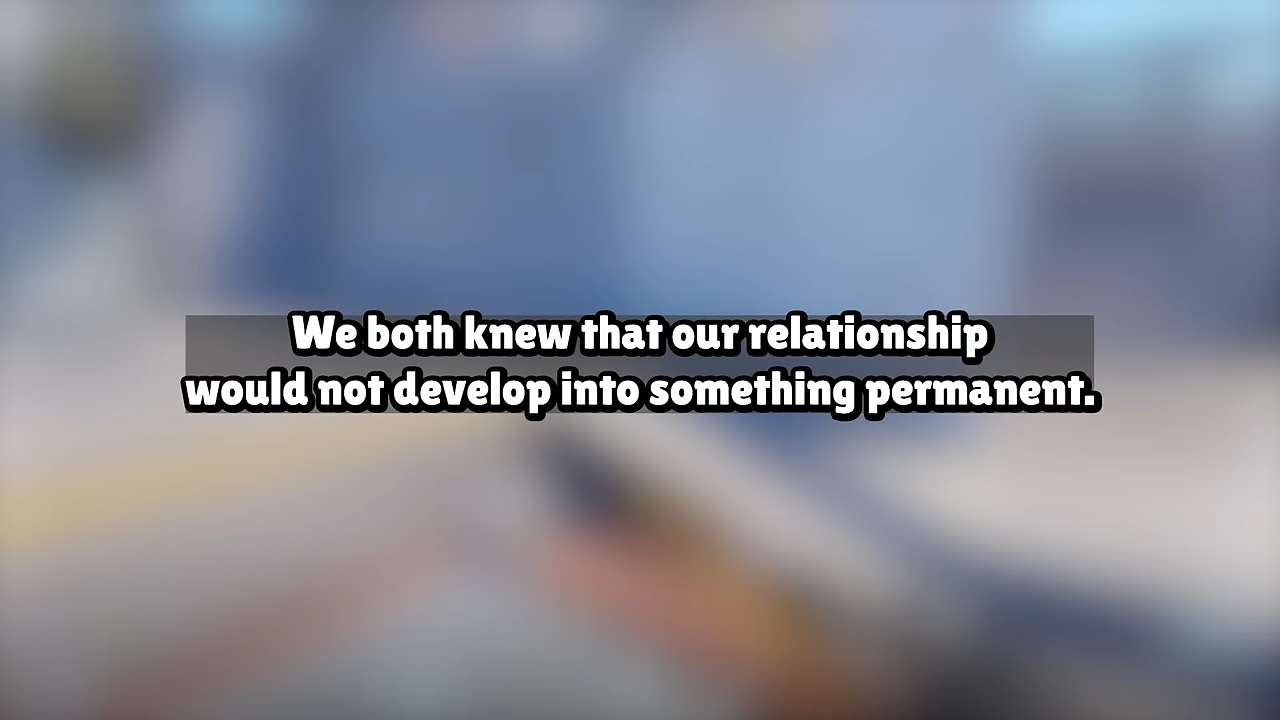 We both knew that our relationship
would not develop into something permanent.